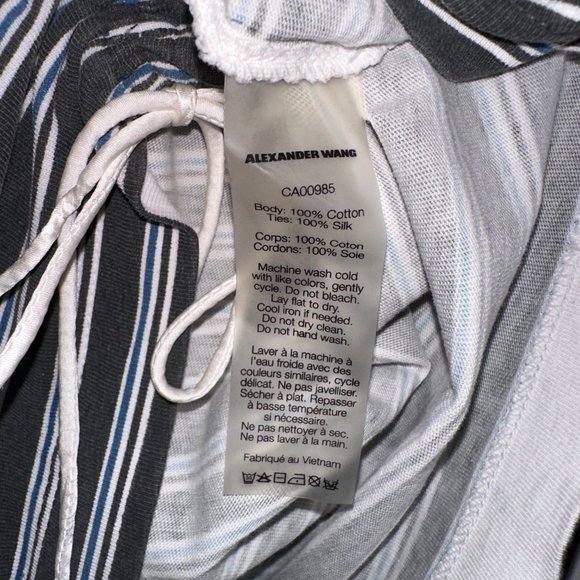 ALEXANDER WANG
CA00985
Body: 100% Cotton
Ties: 100% Silk
Corps: 100% Coton
Cordons: 100% Soie
Machine wash cold
with like colors, gently
cycle. Do not bleach.
Lay flat to dry.
Cool iron if needed.
Do not dry clean.
Do not hand wash.
Laver à la machine à
l'eau froide avec des
couleurs similaires, cycle
délicat. Ne pas javelliser.
Sécher à plat. Repasser
à basse température
si nécessaire.
Ne pas nettoyer à sec.
Ne pas laver à la main.
Fabriqué au Vietnam